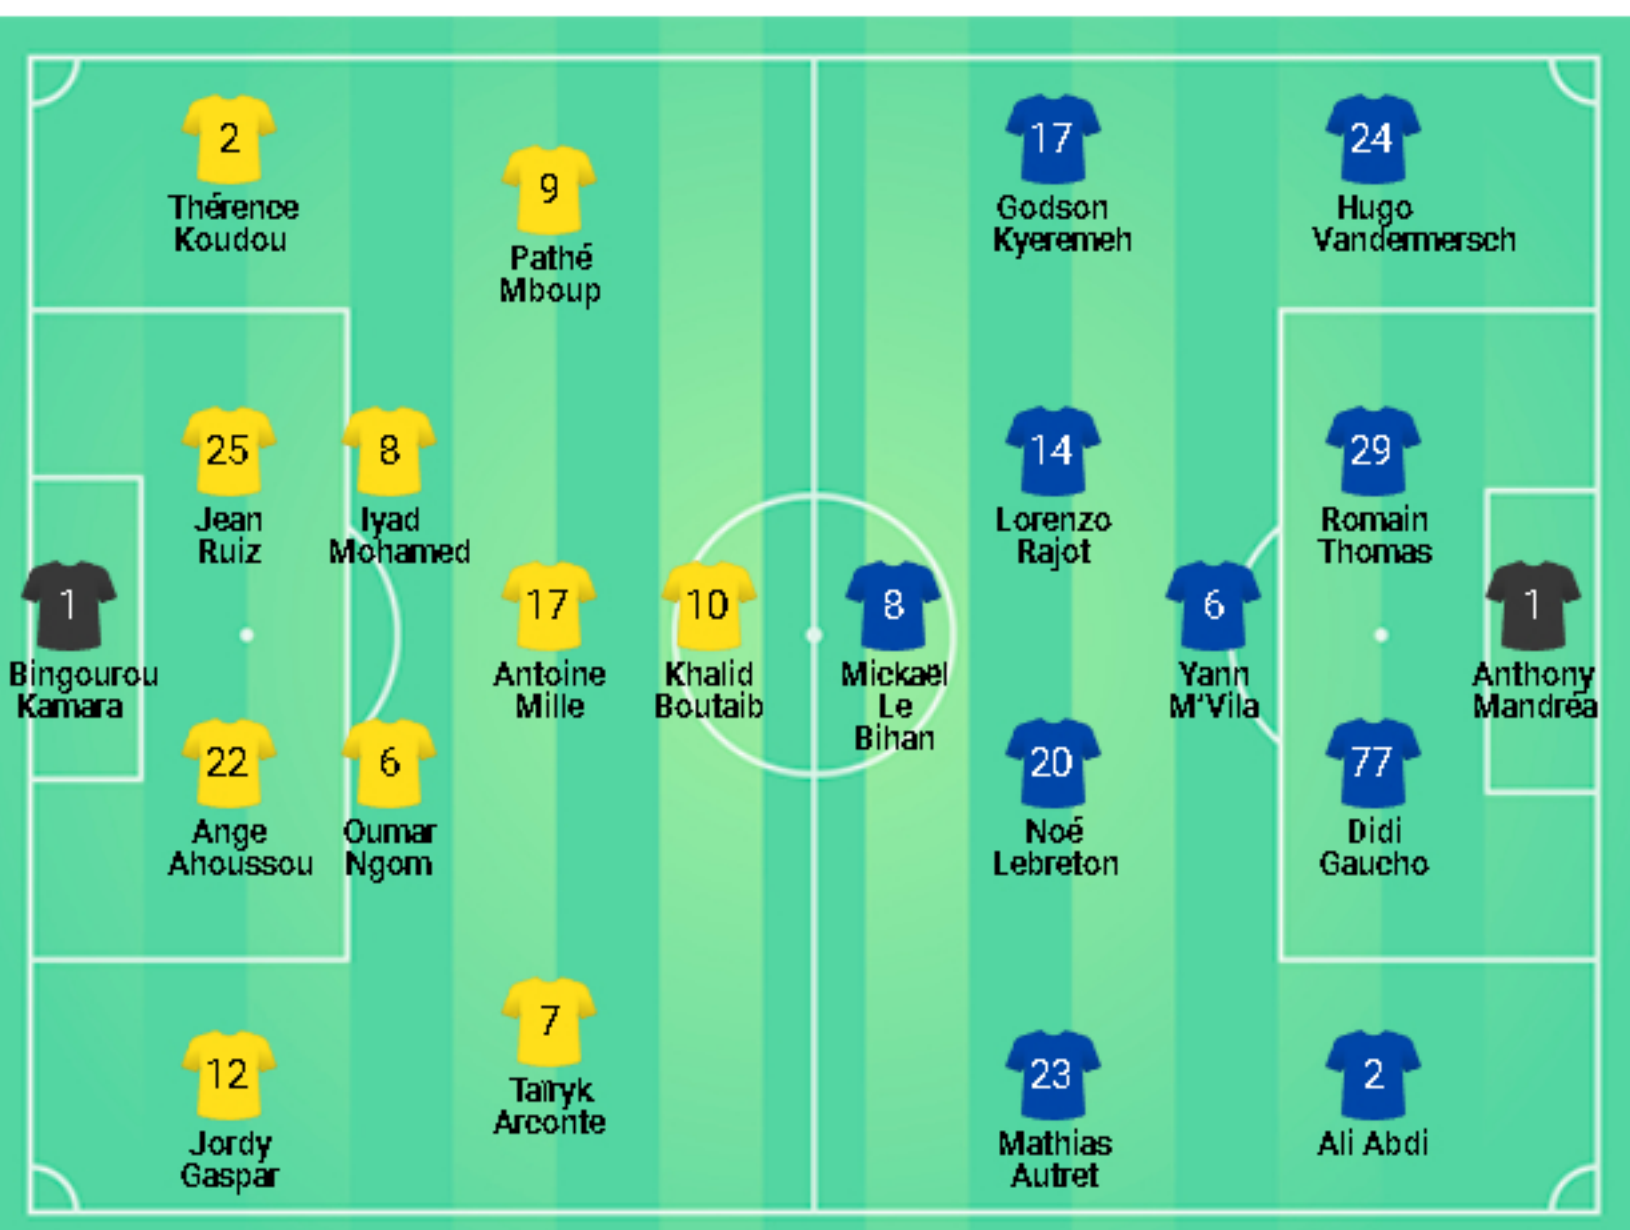 2
Thérence
Koudou
9
Pathé
Mboup
17
Godson
Kyeremeh
24
Hugo
Vandermersch
25
Jean
Ruiz
8
Iyad
Mohamed
14
Lorenzo
Rajot
29
Romain
Thomas
1
Bingourou
Kamara
17
Antoine
Mille
10
Khalid
Boutaib
8
Mickaël
Le
Bihan
6
Yann
M'Vila
1
Anthony
Mandréa
22
Ange
Ahoussou
6
Oumar
Ngom
20
Noé
Lebreton
77
Didi
Gaucho
7
Taïryk
Arconte
12
Jordy
Gaspar
23
Mathias
Autret
2
Ali Abdi